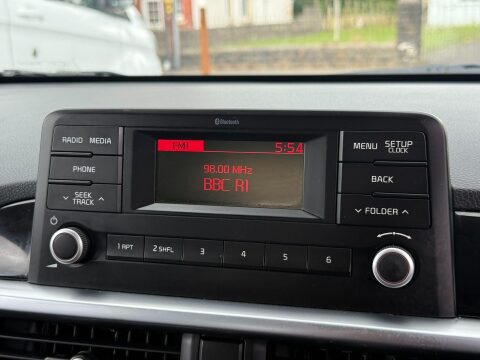 Bluetooth
RADIO MEDIA
PHONE
SEEK
TRACK
FM1 5:54
98.00 MHz
BBC R1
MENU SETUP
CLOCK
BACK
FOLDER
1 RPT 2 SHFL 3 4 5 6